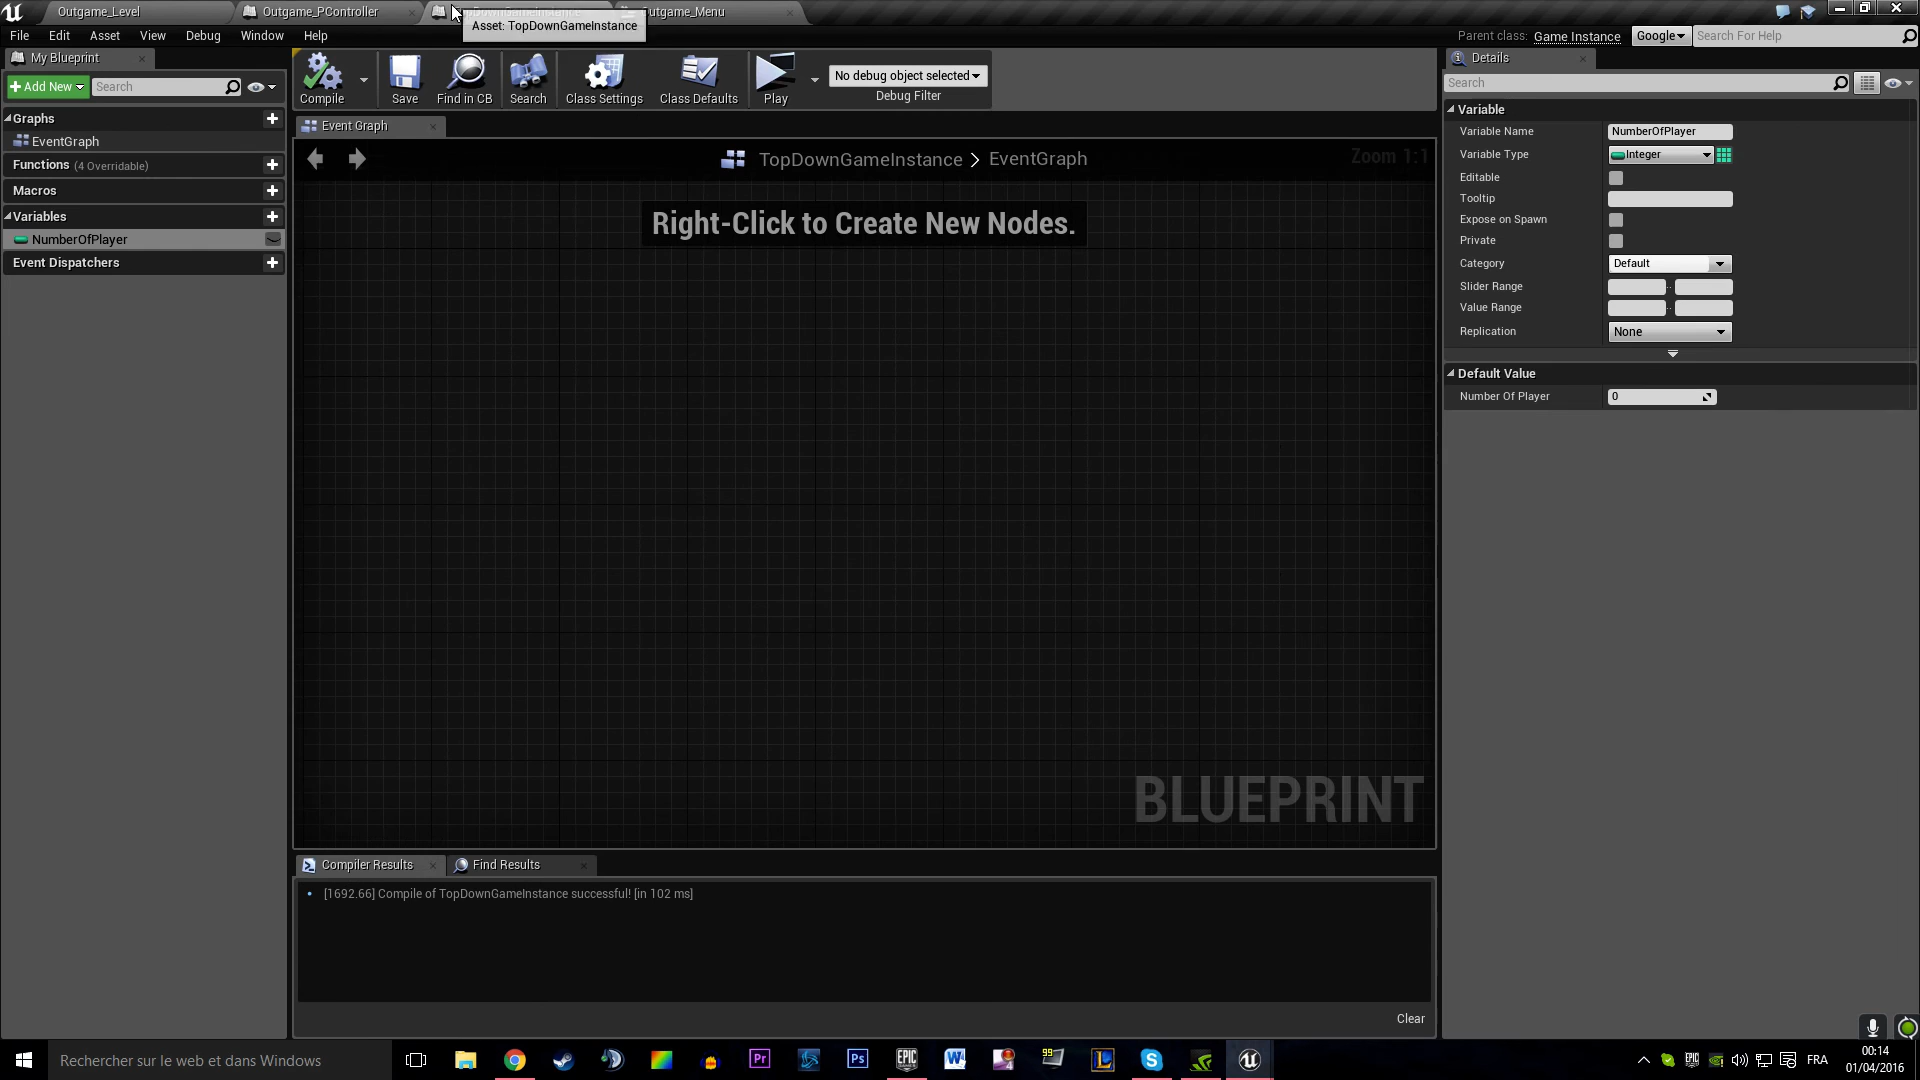 Outgame_Level
Outgame_PController
Outgame_Menu
Asset: TopDownGameInstance
File Edit Asset View Debug Window Help
Parent class: Game Instance
Google
Search For Help
My Blueprint
Add New
Search
Compile
Save
Find in CB
Search
Class Settings
Class Defaults
Play
No debug object selected
Debug Filter
Graphs
EventGraph
Functions (4 Overridable)
Macros
Variables
NumberOfPlayer
Event Dispatchers
Event Graph
TopDownGameInstance > EventGraph
Zoom 1:1
Right-Click to Create New Nodes.
BLUEPRINT
Compiler Results
Find Results
[1692.66] Compile of TopDownGameInstance successful! [in 102 ms]
Clear
Details
Search
Variable
Variable Name NumberOfPlayer
Variable Type Integer
Editable
Tooltip
Expose on Spawn
Private
Category Default
Slider Range
Value Range
Replication None
Default Value
Number Of Player 0
Rechercher sur le web et dans Windows
Pr
Ps
EPIC
99+
FRA
00:14
01/04/2016